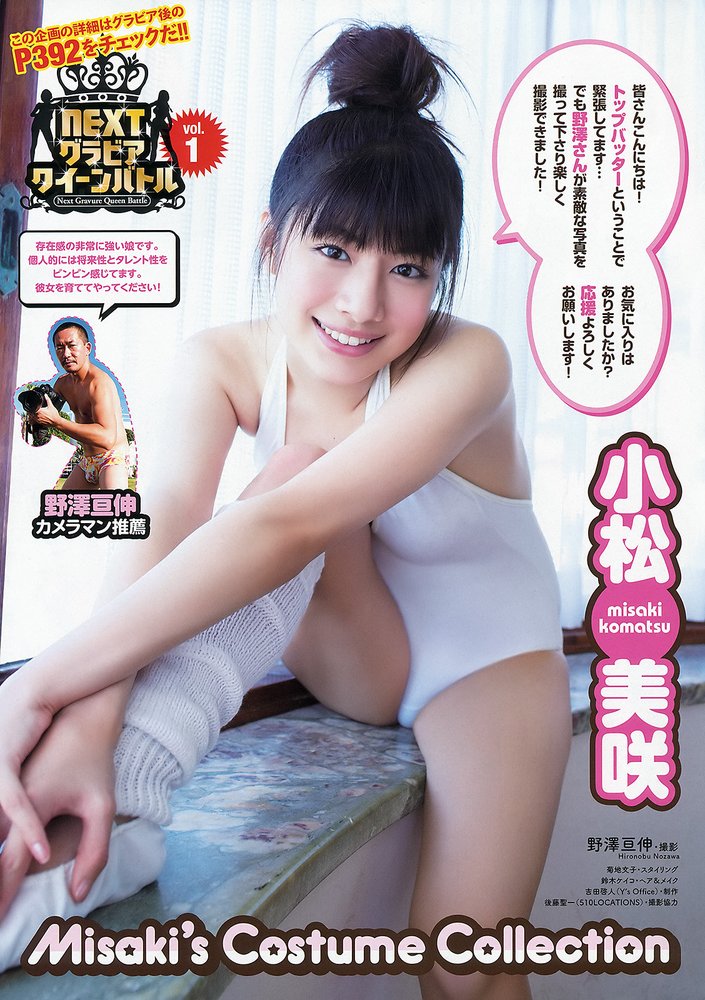 この企画の詳細はグラビア後の
P392をチェックだ!!
NEXT
グラビア
クイーンバトル
Next Gravure Queen Battle
vol.
1
存在感の非常に強い娘です。
個人的には将来性とタレント性を
ビンビン感じてます。
彼女を育ててやってください!
野澤亘伸
カメラマン推薦
皆さんこんにちは!
トップバッターということで
緊張してます…
でも野澤さんが素敵な写真を
撮って下さり楽しく
撮影できました!
お気に入りは
ありましたか?
応援よろしく
お願いします!
小松
misaki
komatsu
美咲
野澤亘伸・撮影
Hironobu Nozawa
菊地文子・スタイリング
鈴木ケイコ・ヘア&メイク
吉田啓人(Y's Office)・制作
後藤聖一(510LOCATIONS)・撮影協力
Misaki's Costume Collection